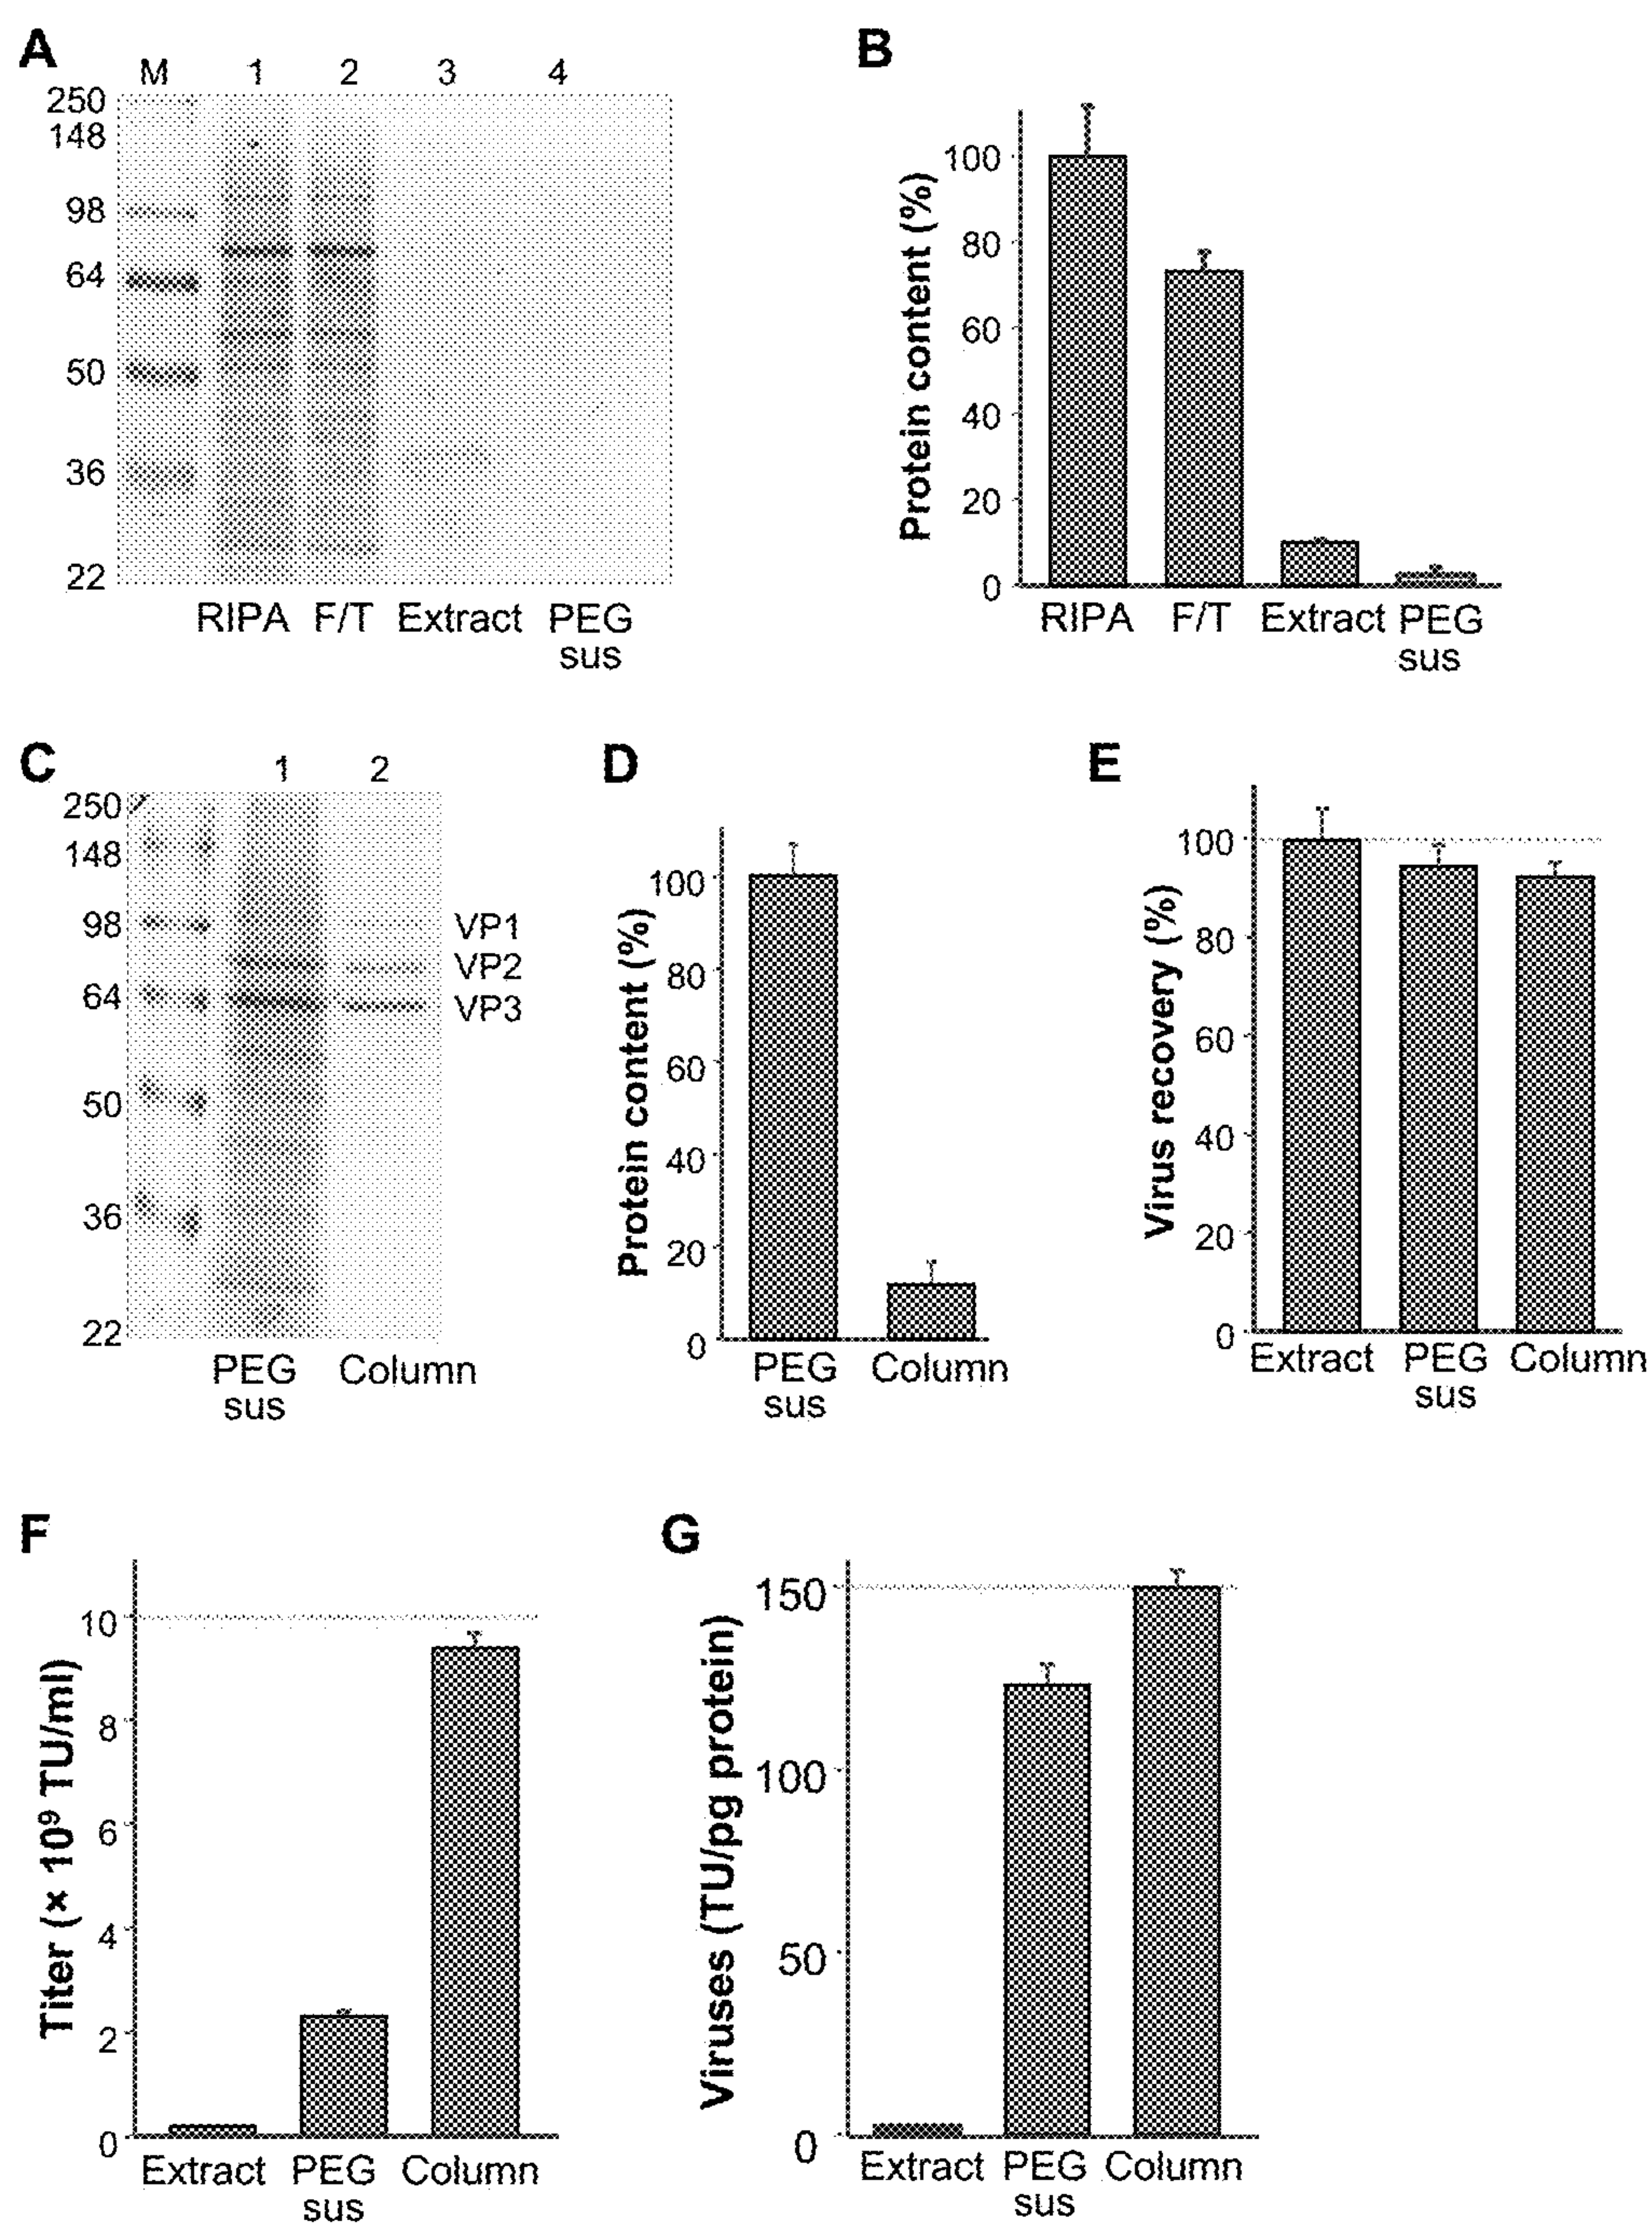 A
M 1 2 3 4
250
148
98
64
50
36
22
RIPA F/T Extract PEG
sus
B
Protein content (%)
100
80
60
40
20
0
RIPA F/T Extract PEG
sus
C
1 2
250
148
98
64
50
36
22
VP1
VP2
VP3
PEG Column
sus
D
Protein content (%)
100
80
60
40
20
0
PEG Column
sus
E
Virus recovery (%)
100
80
60
40
20
0
Extract PEG Column
sus
F
Titer (× 10⁹ TU/ml)
10
8
6
4
2
0
Extract PEG Column
sus
G
Viruses (TU/pg protein)
150
100
50
0
Extract PEG Column
sus